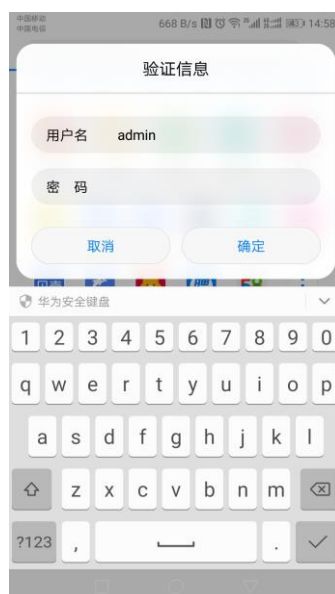 中国移动
中国电信
668 B/s 14:58
验证信息
用户名 admin
密 码
取消 确定
华为安全键盘
1 2 3 4 5 6 7 8 9 0
q w e r t y u i o p
a s d f g h j k l
z x c v b n m
?123 , .